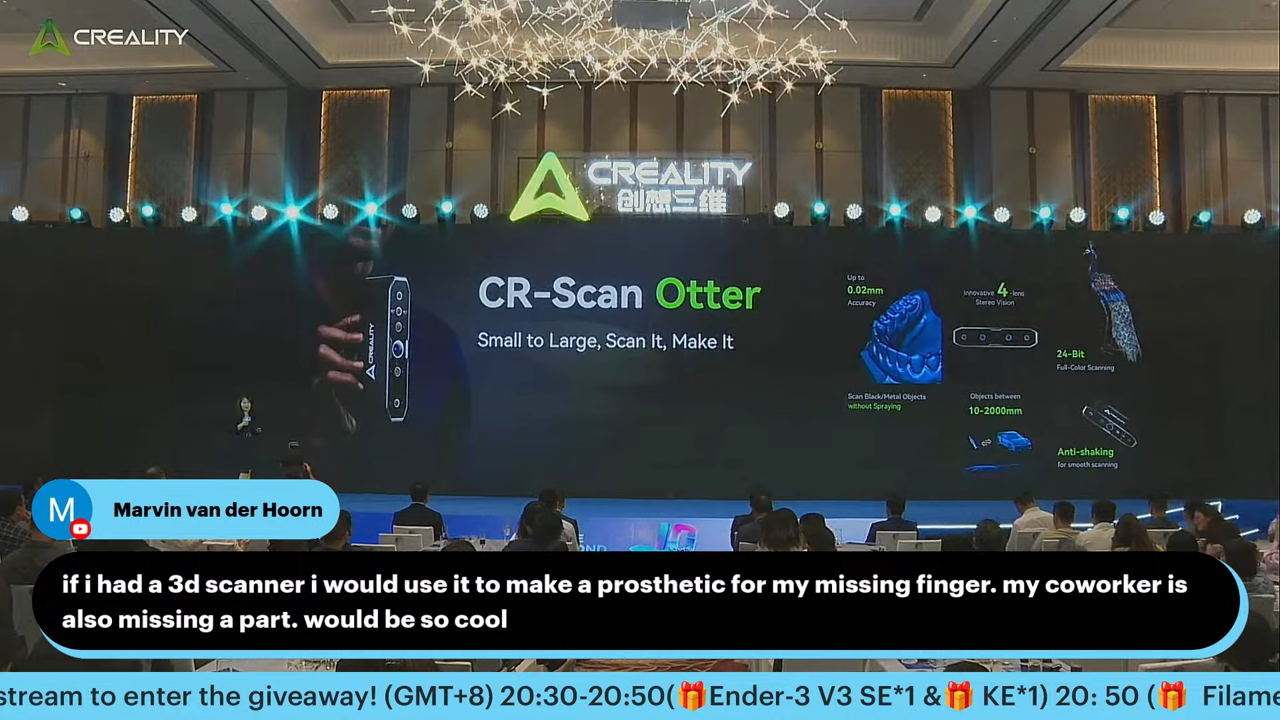 CREALITY
CREALITY
创想三维
CR-Scan Otter
Small to Large, Scan It, Make It
CREALITY
Up to
0.02mm
Accuracy
Innovative 4-lens
Stereo Vision
24-Bit
Full-Color Scanning
Scan Black/Metal Objects
without Spraying
Objects between
10-2000mm
Anti-shaking
for smooth scanning
M
Marvin van der Hoorn
if i had a 3d scanner i would use it to make a prosthetic for my missing finger. my coworker is
also missing a part. would be so cool
stream to enter the giveaway! (GMT+8) 20:30-20:50(🎁Ender-3 V3 SE*1 &🎁 KE*1) 20: 50 (🎁 Filame